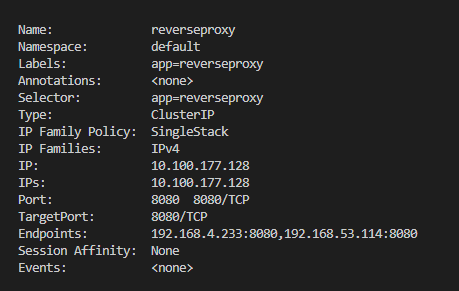 Name: reverseproxy
Namespace: default
Labels: app=reverseproxy
Annotations: <none>
Selector: app=reverseproxy
Type: ClusterIP
IP Family Policy: SingleStack
IP Families: IPv4
IP: 10.100.177.128
IPs: 10.100.177.128
Port: 8080 8080/TCP
TargetPort: 8080/TCP
Endpoints: 192.168.4.233:8080,192.168.53.114:8080
Session Affinity: None
Events: <none>